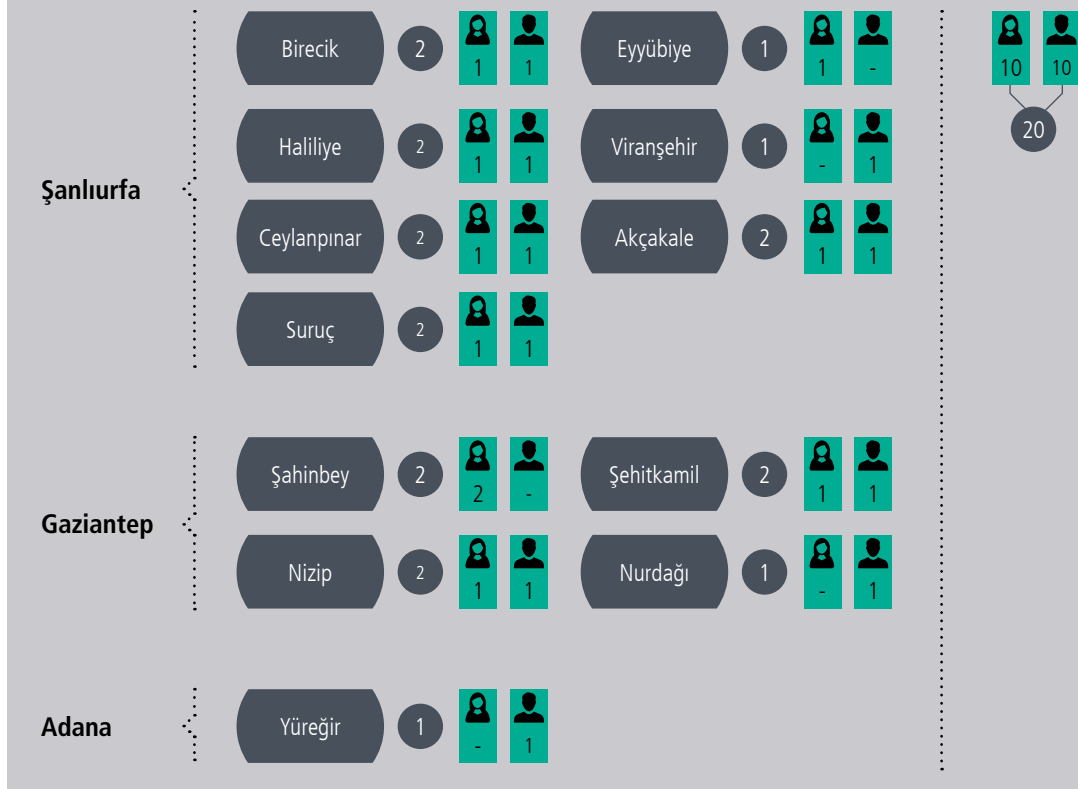 Birecik 2 1 1 Eyyübiye 1 1 - 10 10
20
Haliliye 2 1 1 Viranşehir 1 - 1
Şanlıurfa
Ceylanpınar 2 1 1 Akçakale 2 1 1
Suruç 2 1 1
Şahinbey 2 2 - Şehitkamil 2 1 1
Gaziantep
Nizip 2 1 1 Nurdağı 1 - 1
Adana
Yüreğir 1 - 1